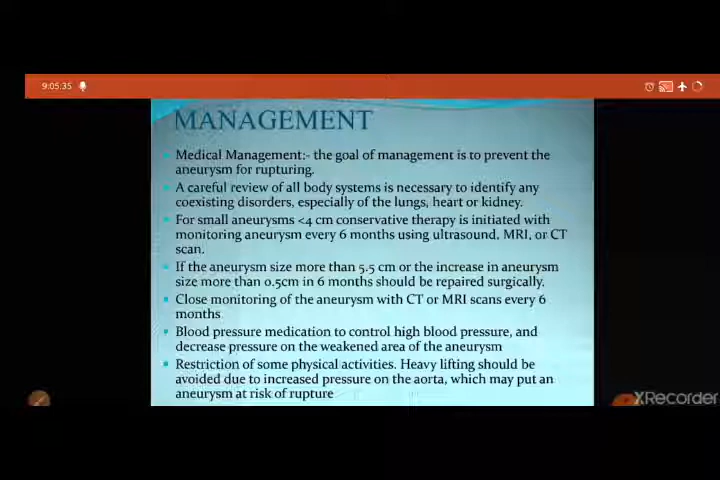 9:05:35
MANAGEMENT
Medical Management:- the goal of management is to prevent the
aneurysm for rupturing.
A careful review of all body systems is necessary to identify any
coexisting disorders, especially of the lungs, heart or kidney.
For small aneurysms <4 cm conservative therapy is initiated with
monitoring aneurysm every 6 months using ultrasound, MRI, or CT
scan.
If the aneurysm size more than 5.5 cm or the increase in aneurysm
size more than 0.5cm in 6 months should be repaired surgically.
Close monitoring of the aneurysm with CT or MRI scans every 6
months
Blood pressure medication to control high blood pressure, and
decrease pressure on the weakened area of the aneurysm
Restriction of some physical activities. Heavy lifting should be
avoided due to increased pressure on the aorta, which may put an
aneurysm at risk of rupture
XRecorder